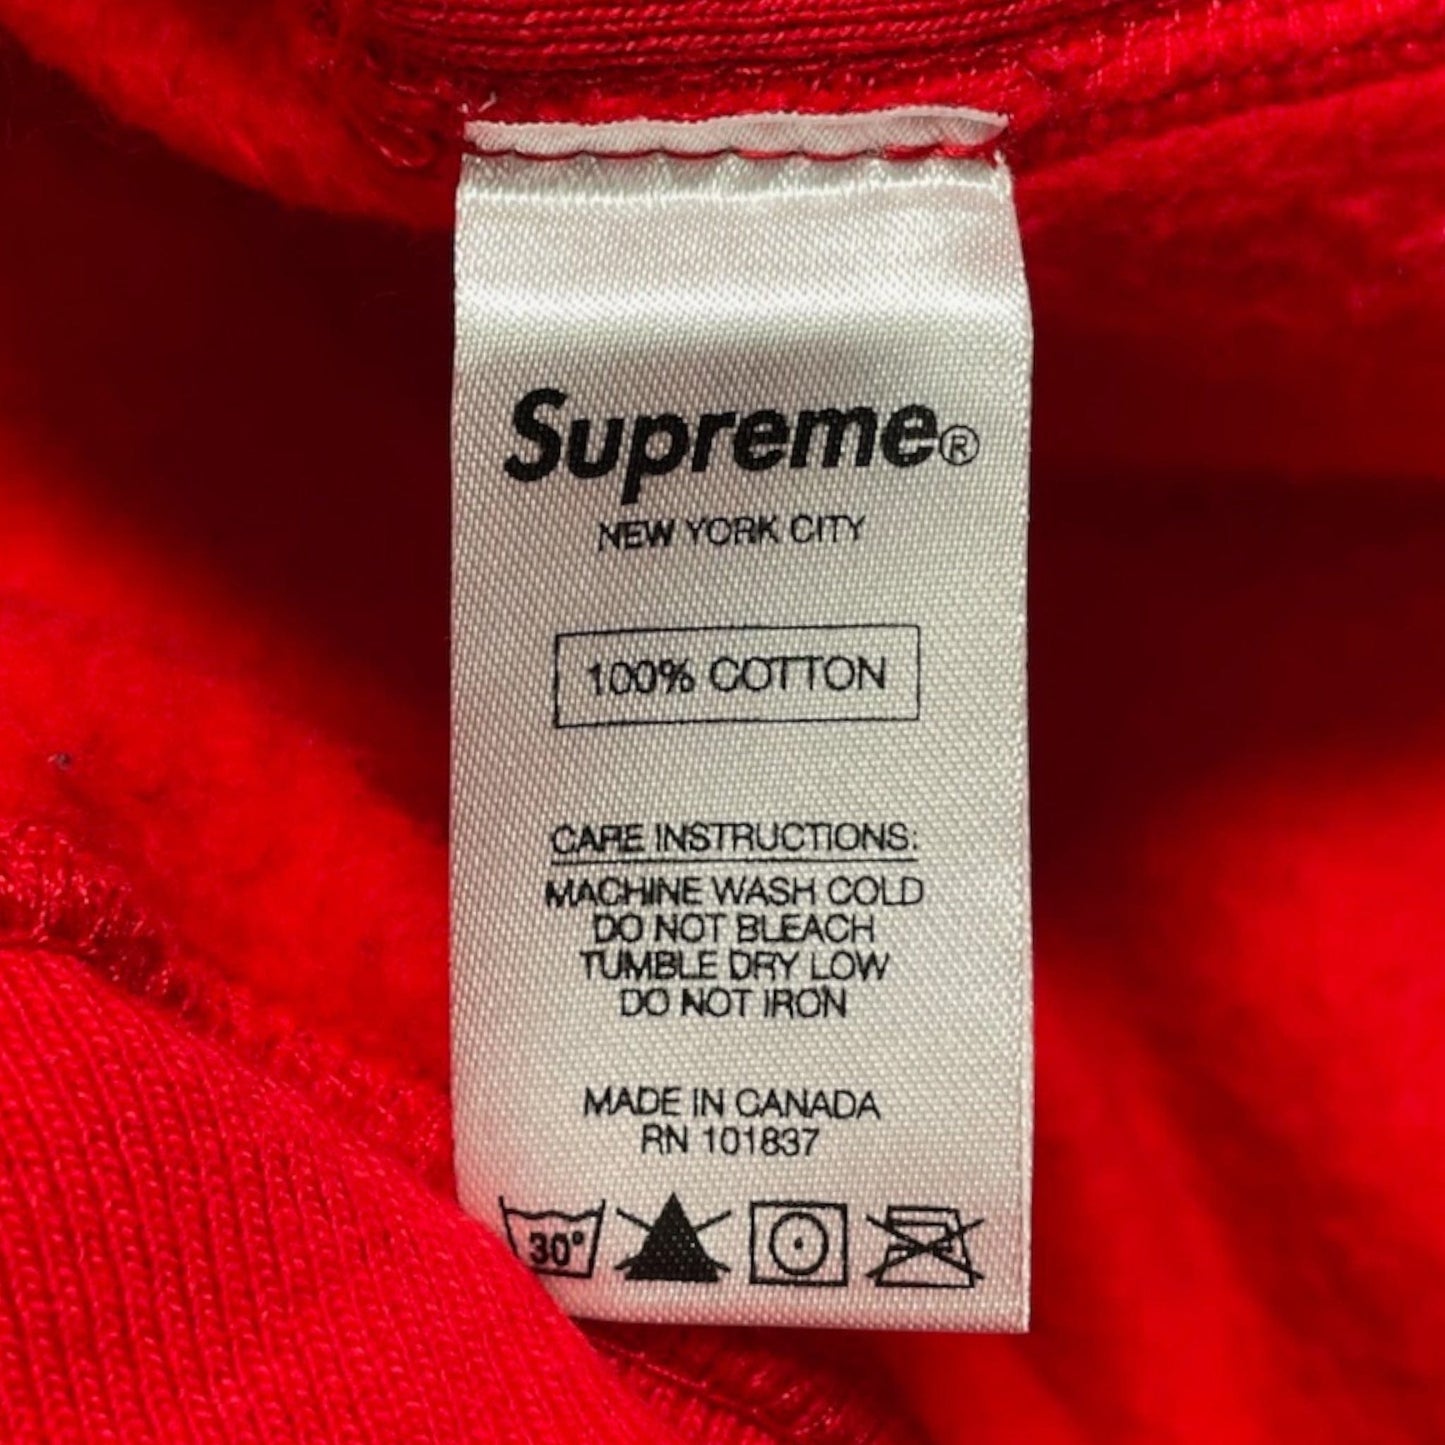 Supreme®
NEW YORK CITY
100% COTTON
CARE INSTRUCTIONS:
MACHINE WASH COLD
DO NOT BLEACH
TUMBLE DRY LOW
DO NOT IRON
MADE IN CANADA
RN 101837
30°